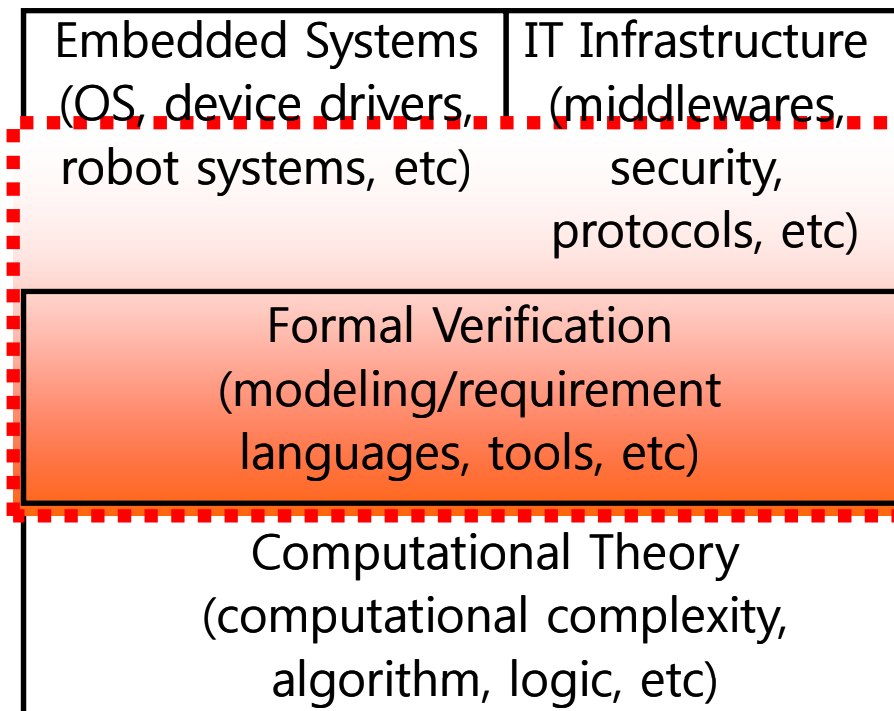 Embedded Systems
(OS, device drivers,
robot systems, etc)
IT Infrastructure
(middlewares,
security,
protocols, etc)
Formal Verification
(modeling/requirement
languages, tools, etc)
Computational Theory
(computational complexity,
algorithm, logic, etc)